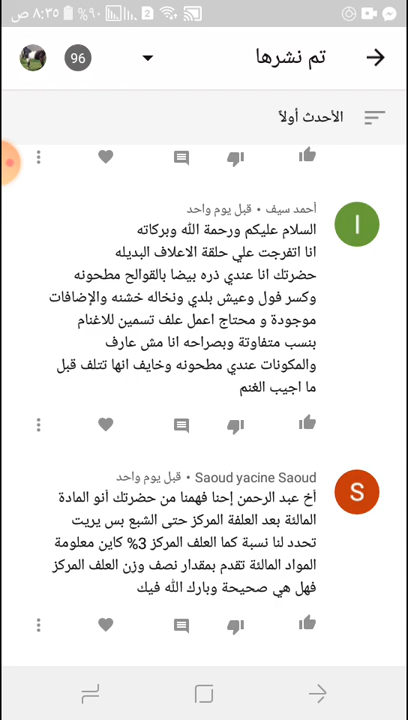 ٨:٣٥ ص ٩٠٪ 2
تم نشرها 96
الأحدث أولاً
أحمد سيف • قبل يوم واحد
السلام عليكم ورحمة الله وبركاته
انا اتفرجت علي حلقة الاعلاف البديله
حضرتك انا عندي ذره بيضا بالقوالح مطحونه
وكسر فول وعيش بلدي ونخاله خشنه والإضافات
موجودة و محتاج اعمل علف تسمين للاغنام
بنسب متفاوتة وبصراحه انا مش عارف
والمكونات عندي مطحونه وخايف انها تتلف قبل
ما اجيب الغنم
I
Saoud yacine Saoud • قبل يوم واحد
أخ عبد الرحمن إحنا فهمنا من حضرتك أنو المادة
المالئة بعد العلفة المركز حتى الشبع بس يريت
تحدد لنا نسبة كما العلف المركز 3% كاين معلومة
المواد المالئة تقدم بمقدار نصف وزن العلف المركز
فهل هي صحيحة وبارك الله فيك
S